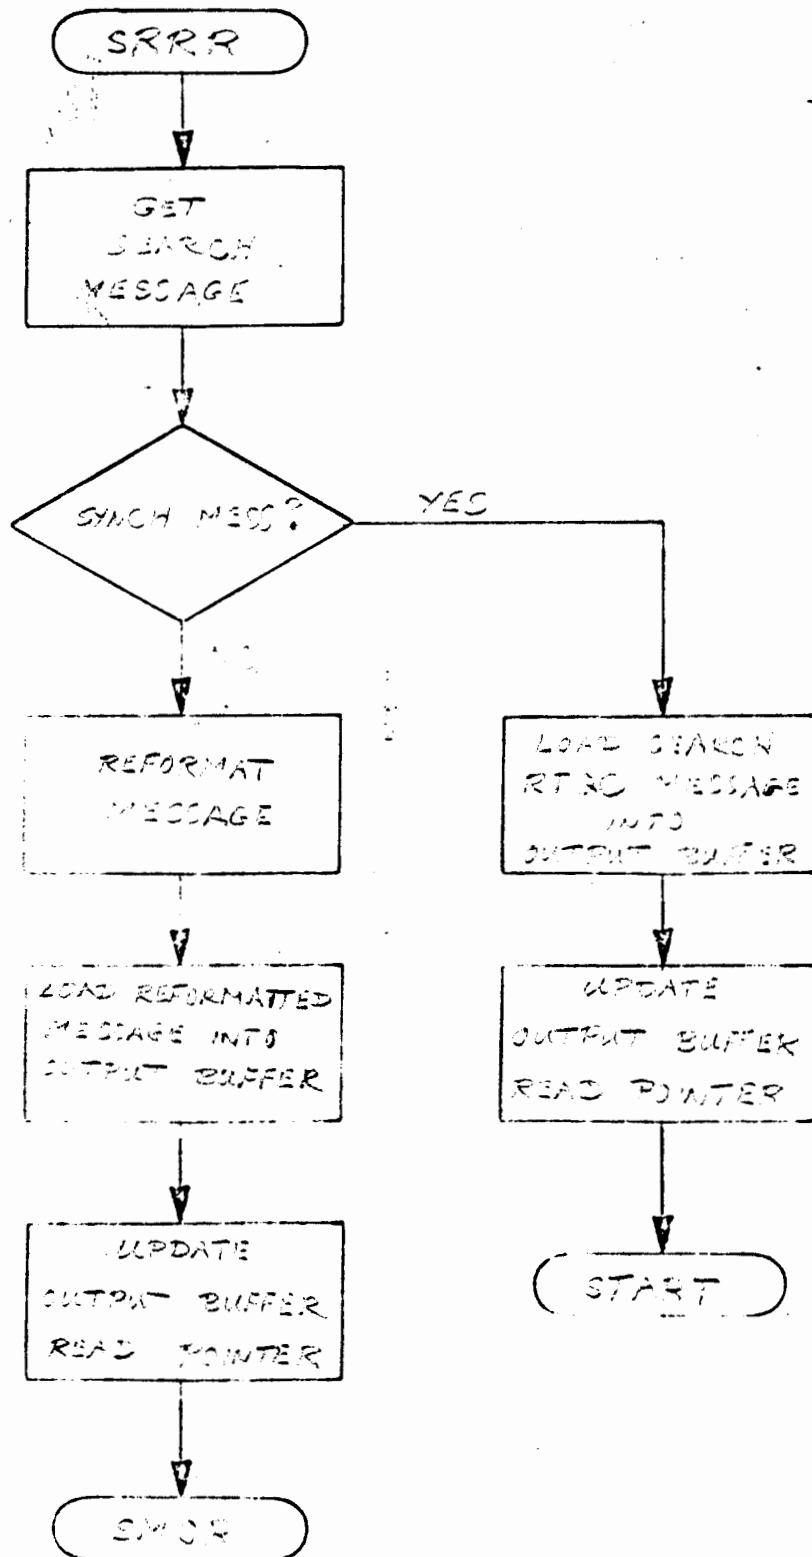 SRRR
GET
SEARCH
MESSAGE
SYNCH MESS?
YES
NO
REFORMAT
MESSAGE
LOAD REFORMATTED
MESSAGE INTO
OUTPUT BUFFER
UPDATE
OUTPUT BUFFER
READ POINTER
LOAD SEARCH
MESSAGE
INTO
OUTPUT BUFFER
UPDATE
OUTPUT BUFFER
READ POINTER
START